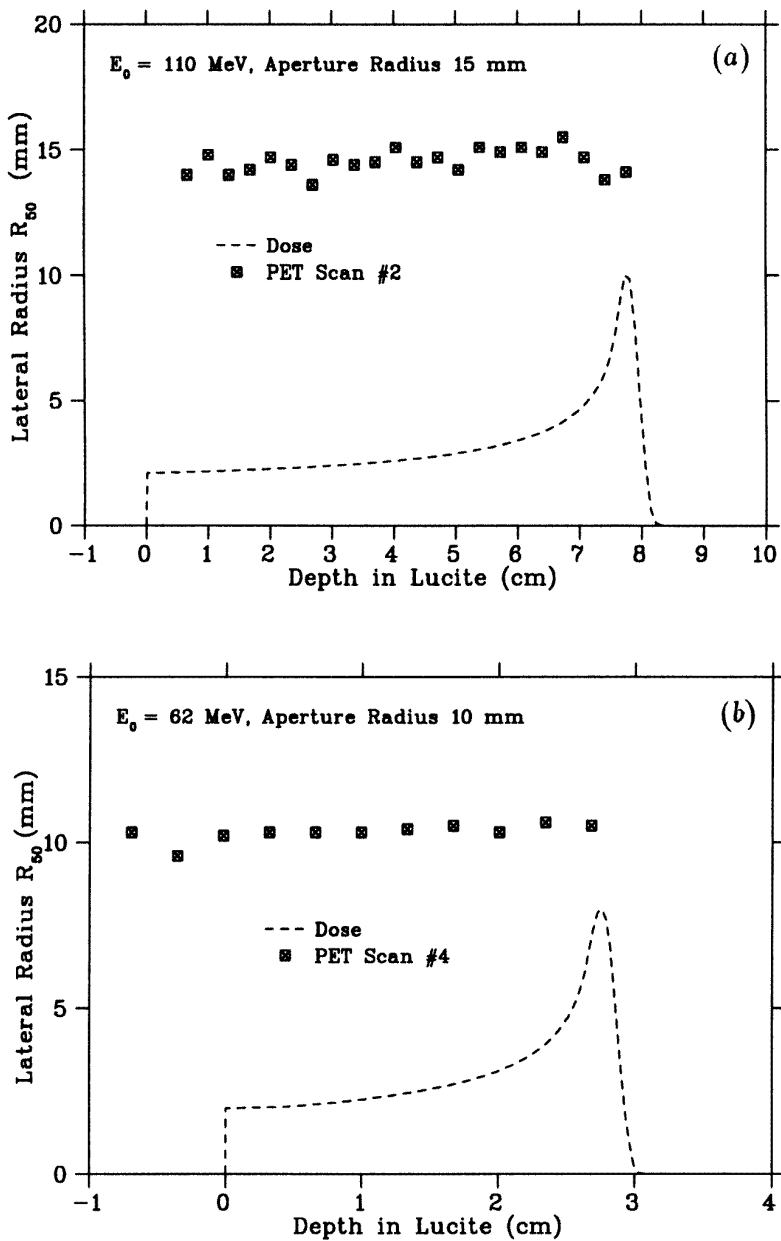 20
15
10
5
0
Lateral Radius R50 (mm)
E0 = 110 MeV, Aperture Radius 15 mm
(a)
Dose
PET Scan #2
−1 0 1 2 3 4 5 6 7 8 9 10
Depth in Lucite (cm)
15
10
5
0
Lateral Radius R50 (mm)
E0 = 62 MeV, Aperture Radius 10 mm
(b)
Dose
PET Scan #4
−1 0 1 2 3 4
Depth in Lucite (cm)